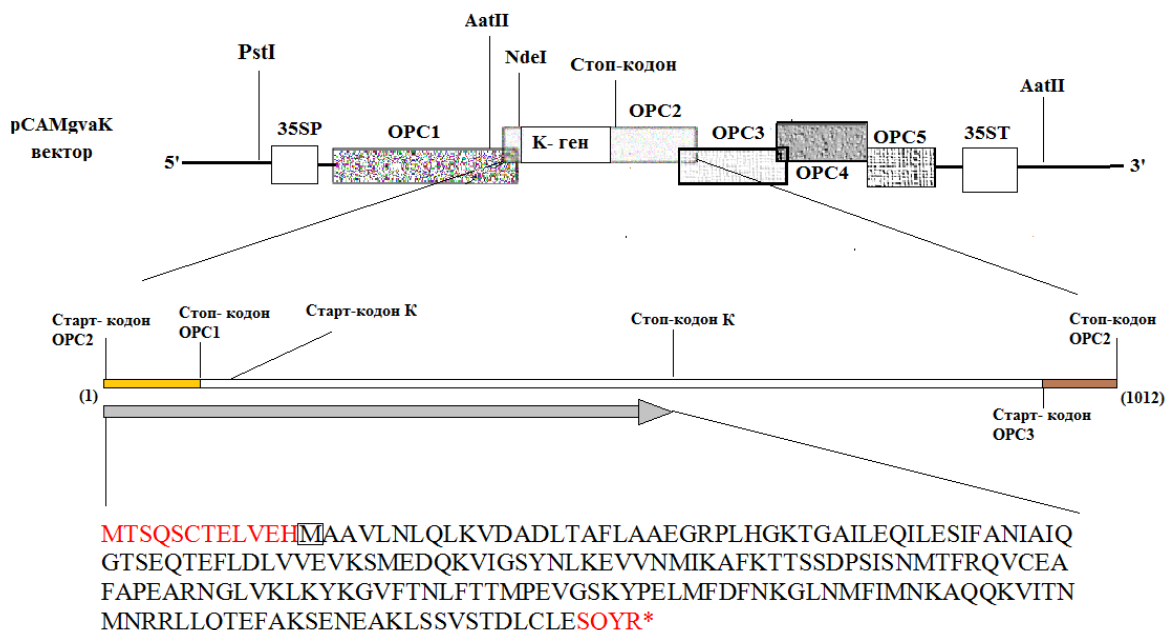 AatII
PstI
NdeI
Стоп-кодон
AatII
pCAMgvaK
вектор
35SP
ОРС1
ОРС2
ОРС3
ОРС5
35ST
5'
К- ген
ОРС4
3'
Старт- кодон
ОРС2
Стоп- кодон
ОРС1
Старт-кодон К
Стоп-кодон К
Стоп-кодон
ОРС2
(1)
(1012)
Старт- кодон
ОРС3
MTSQSCTELVEHMAAVLNLQLKVDADLTAFLAAEGRPLHGKTGAILEQILESIFANIAIQ
GTSEQTEFLDLVVEVKSMEDQKVIGSYNLKEVVNMIKAFKTTSSDPSISNMTFRQVCEA
FAPEARNGLVKLKYKGVFTNLFTTMPEVGSKYPELMFDFNKGLNMFIMNKAQQKVITN
MNRRLLOTEFAKSENEAKLSSVSTDLCLESOYR*